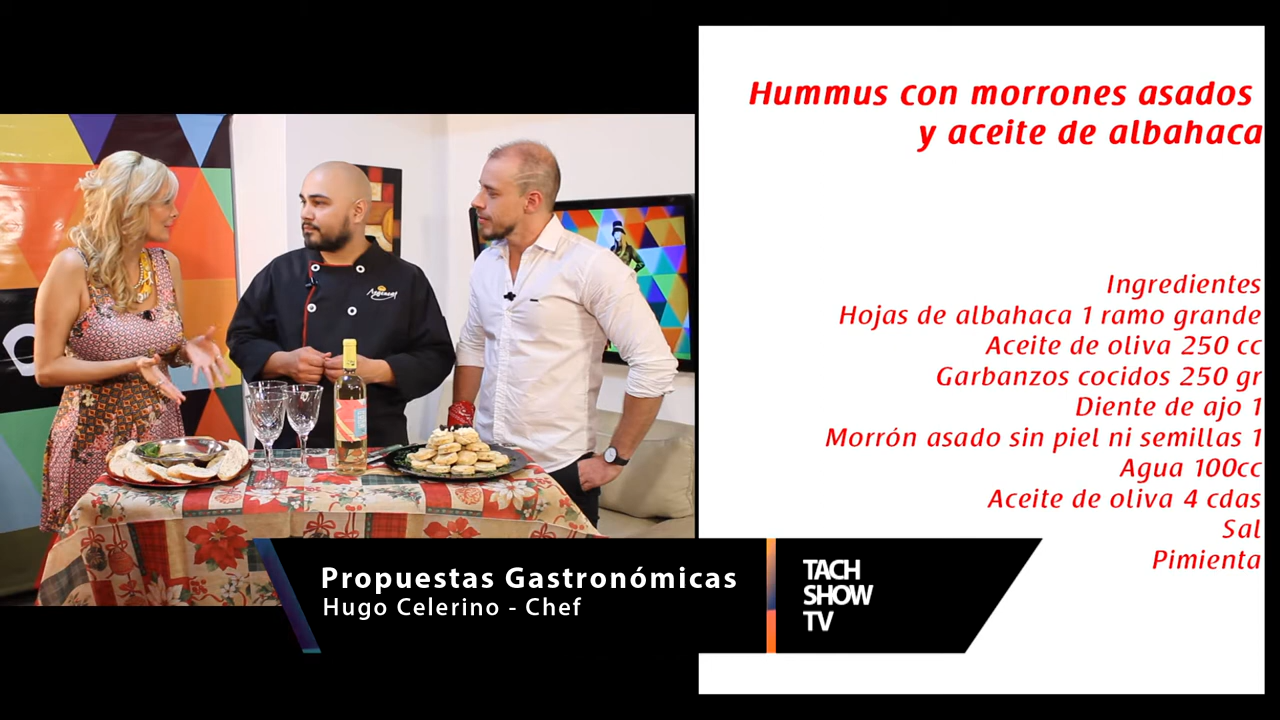 Hummus con morrones asados
y aceite de albahaca
Ingredientes
Hojas de albahaca 1 ramo grande
Aceite de oliva 250 cc
Garbanzos cocidos 250 gr
Diente de ajo 1
Morrón asado sin piel ni semillas 1
Agua 100cc
Aceite de oliva 4 cdas
Sal
Pimienta
Propuestas Gastronómicas
Hugo Celerino - Chef
TACH
SHOW
TV